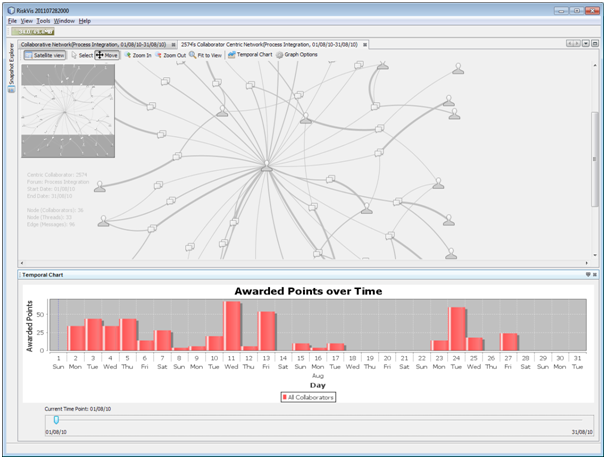 RiskVis 201107282000
File View Tools Window Help
Snapshot Explorer
Collaborative Network(Process Integration, 01/08/10-31/08/10)
2574's Collaborator Centric Network(Process Integration, 01/08/10-31/08/10)
Satellite view Select Move Zoom In Zoom Out Fit to View Temporal Chart Graph Options
Centric Collaborator: 2574
Forum: Process Integration
Start Date: 01/08/10
End Date: 31/08/10
Node (Collaborators):
Node (Threads):
Edge (Messages):
Temporal Chart
Awarded Points over Time
Awarded Points
50
25
0
1 2 3 4 5 6 7 8 9 10 11 12 13 14 15 16 17 18 19 20 21 22 23 24 25 26 27 28 29 30 31
Sun Mon Tue Wed Thu Fri Sat Sun Mon Tue Wed Thu Fri Sat Sun Mon Tue Wed Thu Fri Sat Sun Mon Tue Wed Thu Fri Sat Sun Mon Tue
Aug
Day
All Collaborators
Current Time Point: 01/08/10
01/08/10 31/08/10